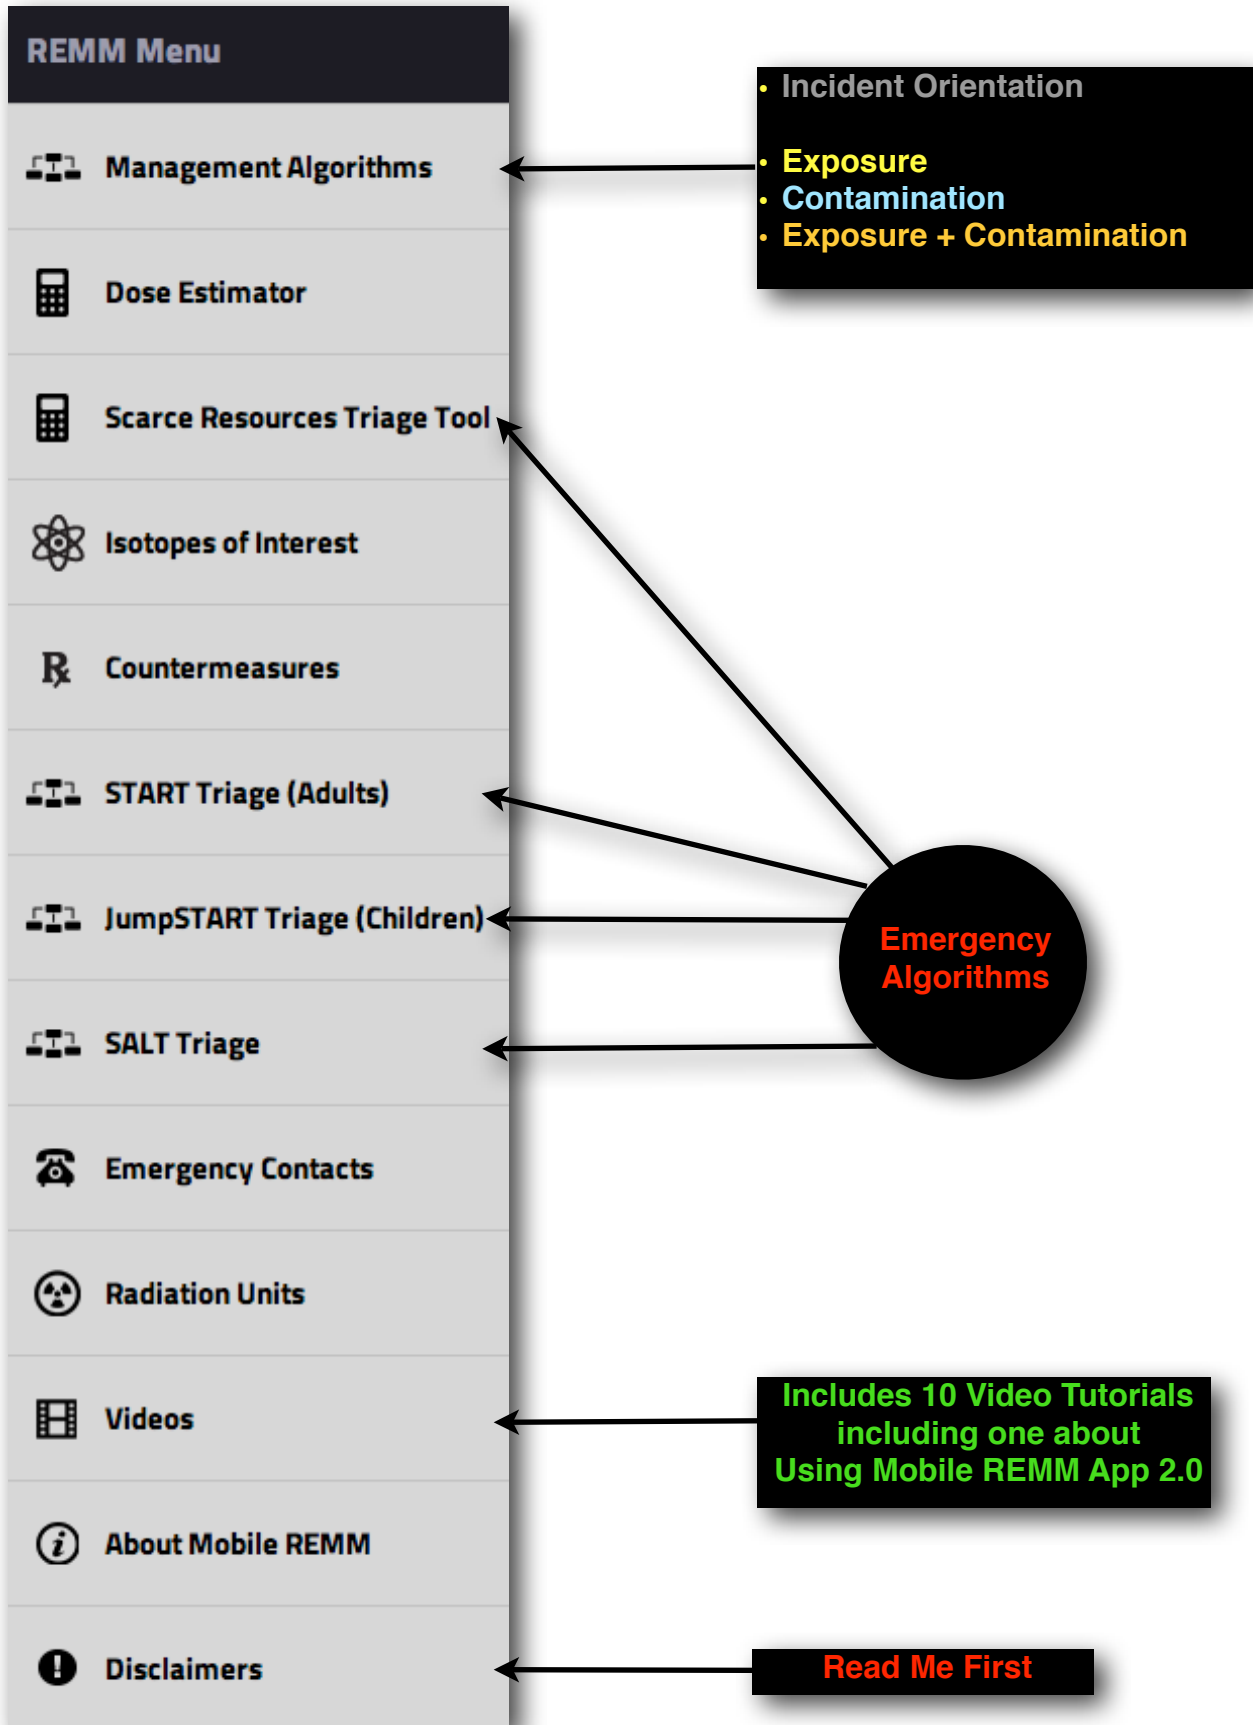 REMM Menu
Management Algorithms
Dose Estimator
Scarce Resources Triage Tool
Isotopes of Interest
Countermeasures
START Triage (Adults)
JumpSTART Triage (Children)
SALT Triage
Emergency Contacts
Radiation Units
Videos
About Mobile REMM
Disclaimers
• Incident Orientation
• Exposure
• Contamination
• Exposure + Contamination
Emergency
Algorithms
Includes 10 Video Tutorials
including one about
Using Mobile REMM App 2.0
Read Me First